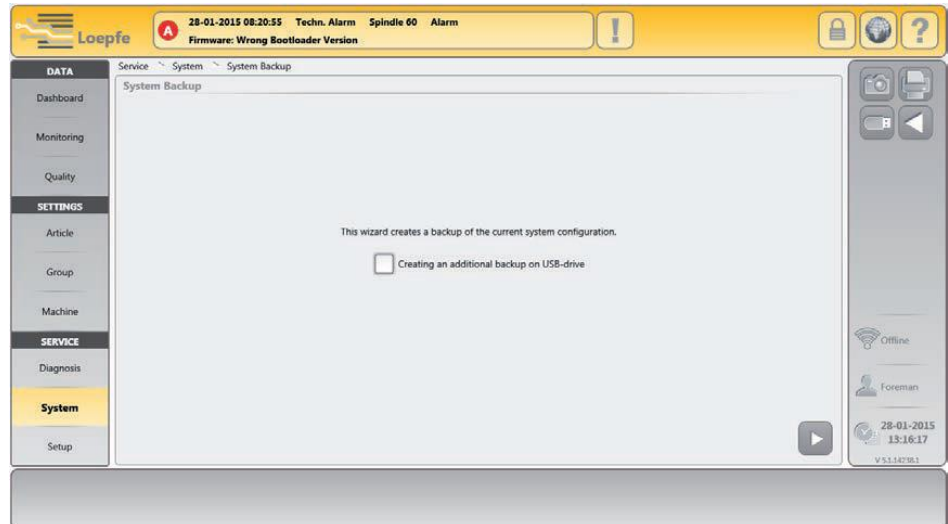 Loepfe
A
28-01-2015 08:20:55 Techn. Alarm Spindle 60 Alarm
Firmware: Wrong Bootloader Version
!
?
DATA
Dashboard
Monitoring
Quality
SETTINGS
Article
Group
Machine
SERVICE
Diagnosis
System
Setup
Service System System Backup
System Backup
This wizard creates a backup of the current system configuration.
Creating an additional backup on USB-drive
Offline
Foreman
28-01-2015
13:16:17